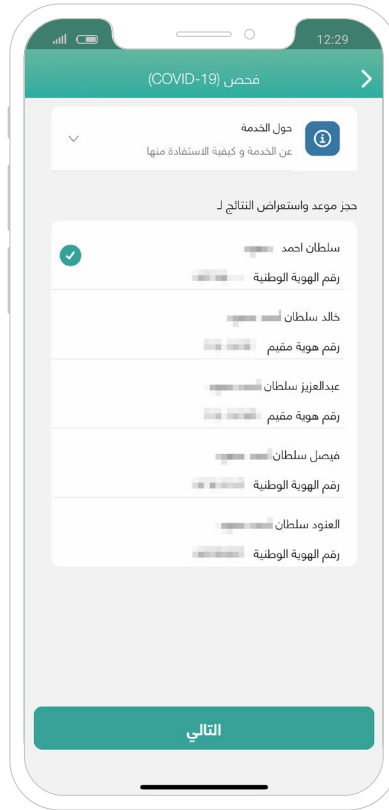 12:29
فحص (COVID-19)
حول الخدمة
عن الخدمة و كيفية الاستفادة منها
حجز موعد واستعراض النتائج لـ
سلطان احمد
رقم الهوية الوطنية
خالد سلطان
رقم هوية مقيم
عبدالعزيز سلطان
رقم هوية مقيم
فيصل سلطان
رقم الهوية الوطنية
العنود سلطان
رقم الهوية الوطنية
التالي